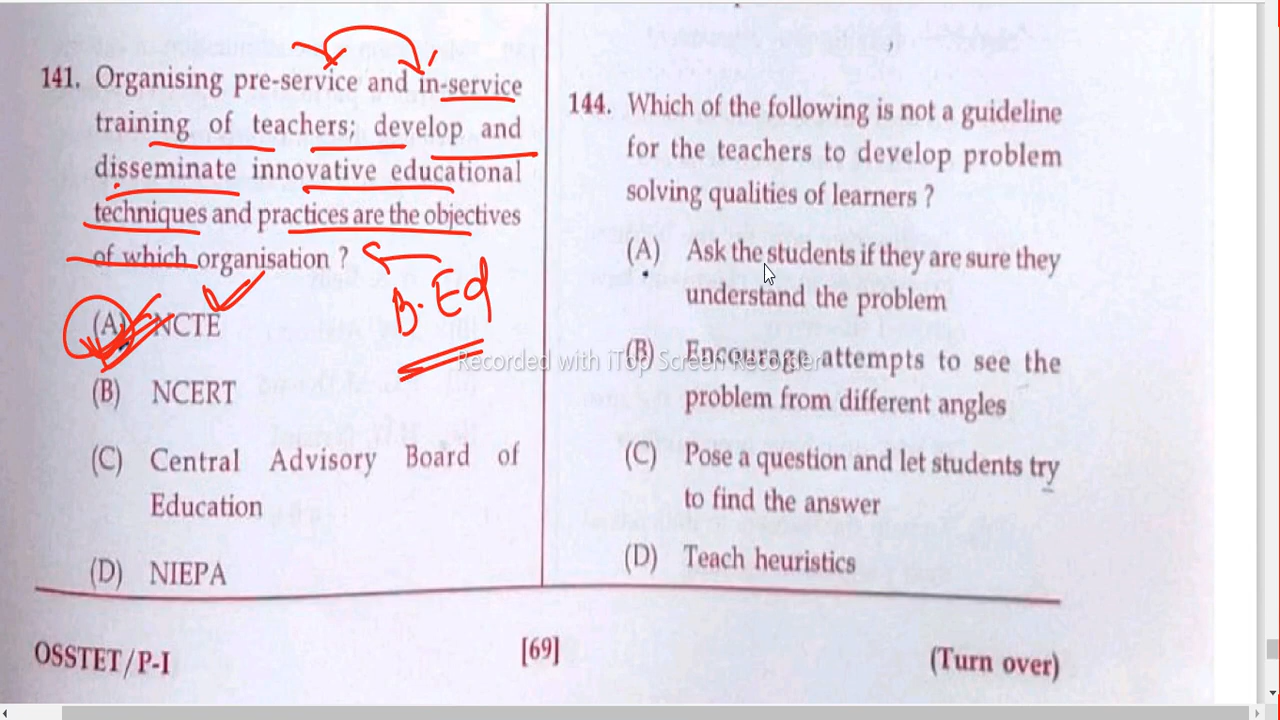 141. Organising pre-service and in-service
training of teachers; develop and
disseminate innovative educational
techniques and practices are the objectives
of which organisation ?
B.Ed
(A) NCTE
(B) NCERT
(C) Central Advisory Board of
Education
(D) NIEPA
144. Which of the following is not a guideline
for the teachers to develop problem
solving qualities of learners ?
(A) Ask the students if they are sure they
understand the problem
(B) Encourage attempts to see the
problem from different angles
(C) Pose a question and let students try
to find the answer
(D) Teach heuristics
Recorded with iTop Screen Recorder
OSSTET/P-I
[69]
(Turn over)